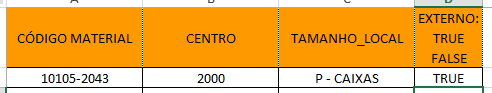 A B C D
CÓDIGO MATERIAL CENTRO TAMANHO_LOCAL EXTERNO:
TRUE
FALSE
10105-2043 2000 P - CAIXAS TRUE